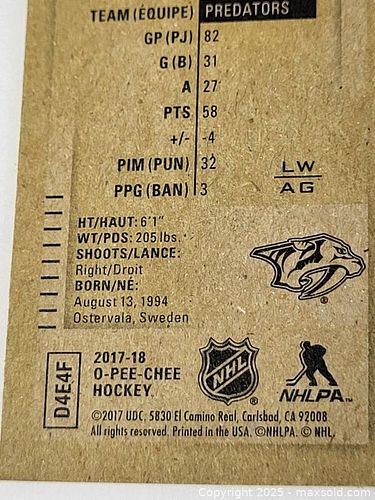 TEAM (ÉQUIPE) PREDATORS
GP (PJ) 82
G (B) 31
A 27
PTS 58
+/- -4
PIM (PUN) 32
PPG (BAN) 3
LW
AG
HT/HAUT: 6'1"
WT/PDS: 205 lbs.
SHOOTS/LANCE:
Right/Droit
BORN/NÉ:
August 13, 1994
Ostervala, Sweden
D4E4F
2017-18
O-PEE-CHEE
HOCKEY
NHL
NHLPA™
©2017 UDC. 5830 El Camino Real, Carlsbad, CA 92008.
All rights reserved. Printed in the USA. ©NHLPA. © NHL.
Copyright 2025 - maxsold.com